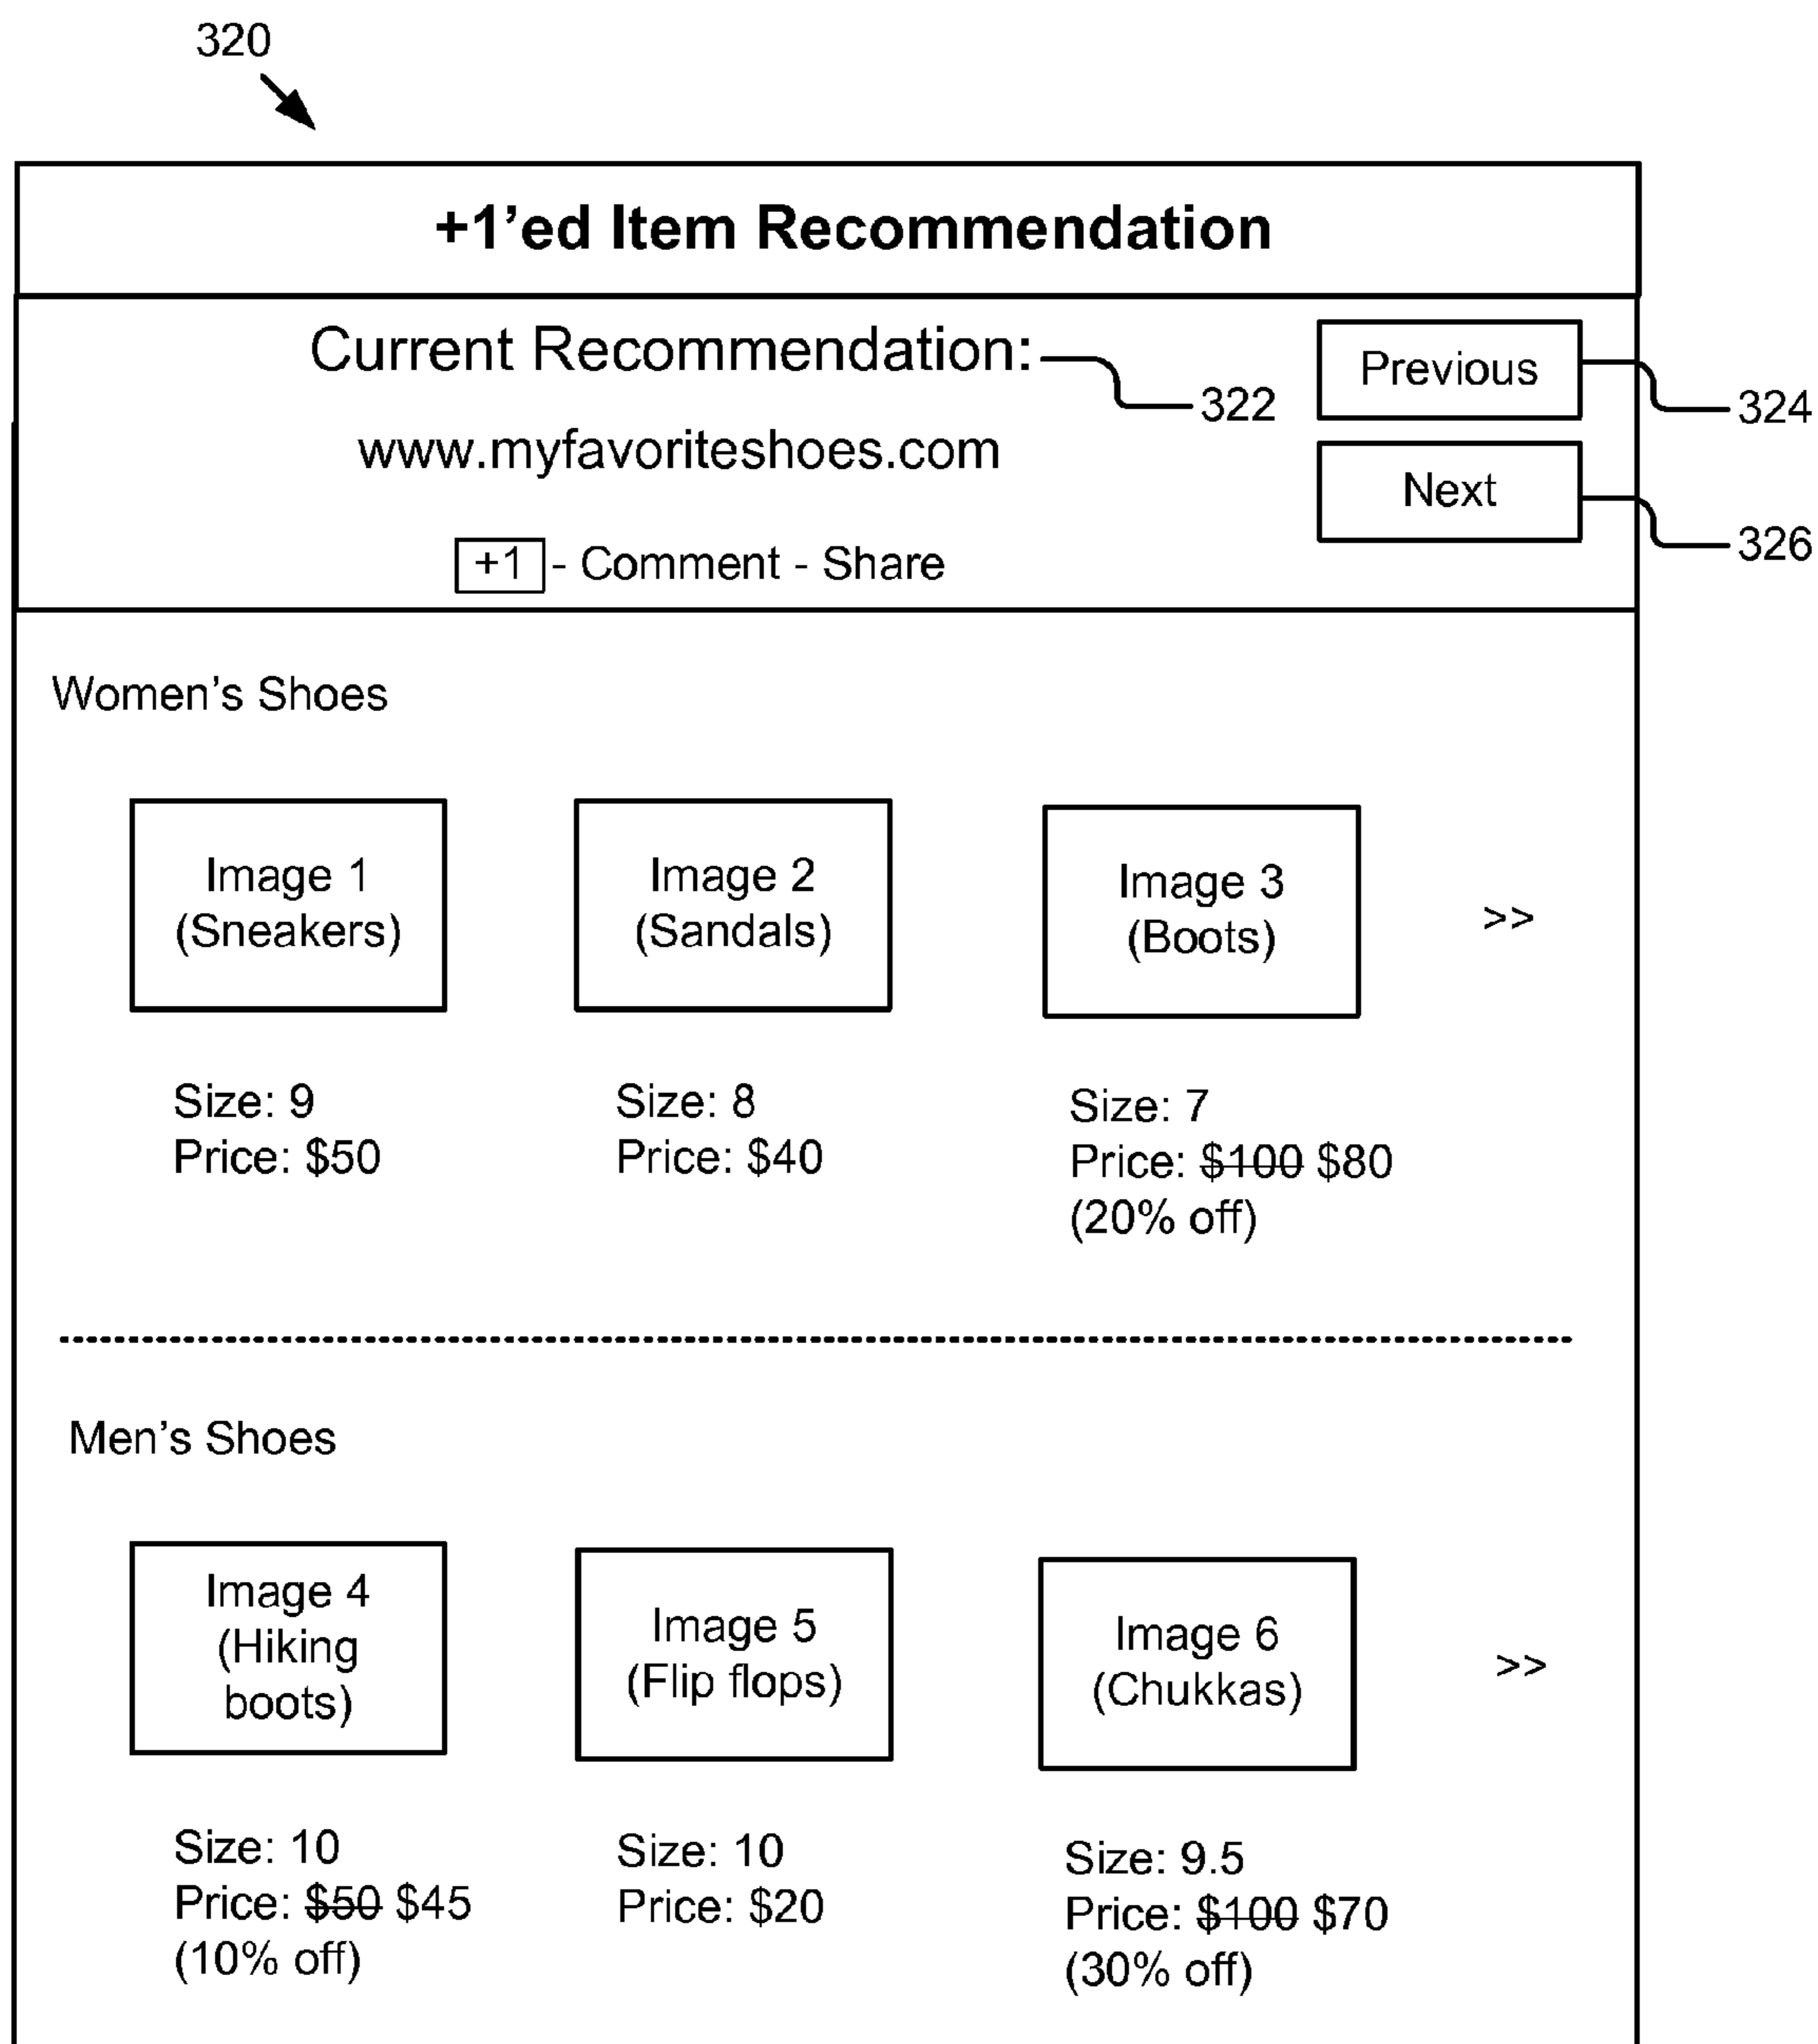 320
+1’ed Item Recommendation
Current Recommendation:
322
Previous
324
www.myfavoriteshoes.com
Next
326
+1 - Comment - Share
Women’s Shoes
Image 1
(Sneakers)
Image 2
(Sandals)
Image 3
(Boots)
>>
Size: 9
Price: $50
Size: 8
Price: $40
Size: 7
Price: $100 $80
(20% off)
Men’s Shoes
Image 4
(Hiking
boots)
Image 5
(Flip flops)
Image 6
(Chukkas)
>>
Size: 10
Price: $50 $45
(10% off)
Size: 10
Price: $20
Size: 9.5
Price: $100 $70
(30% off)